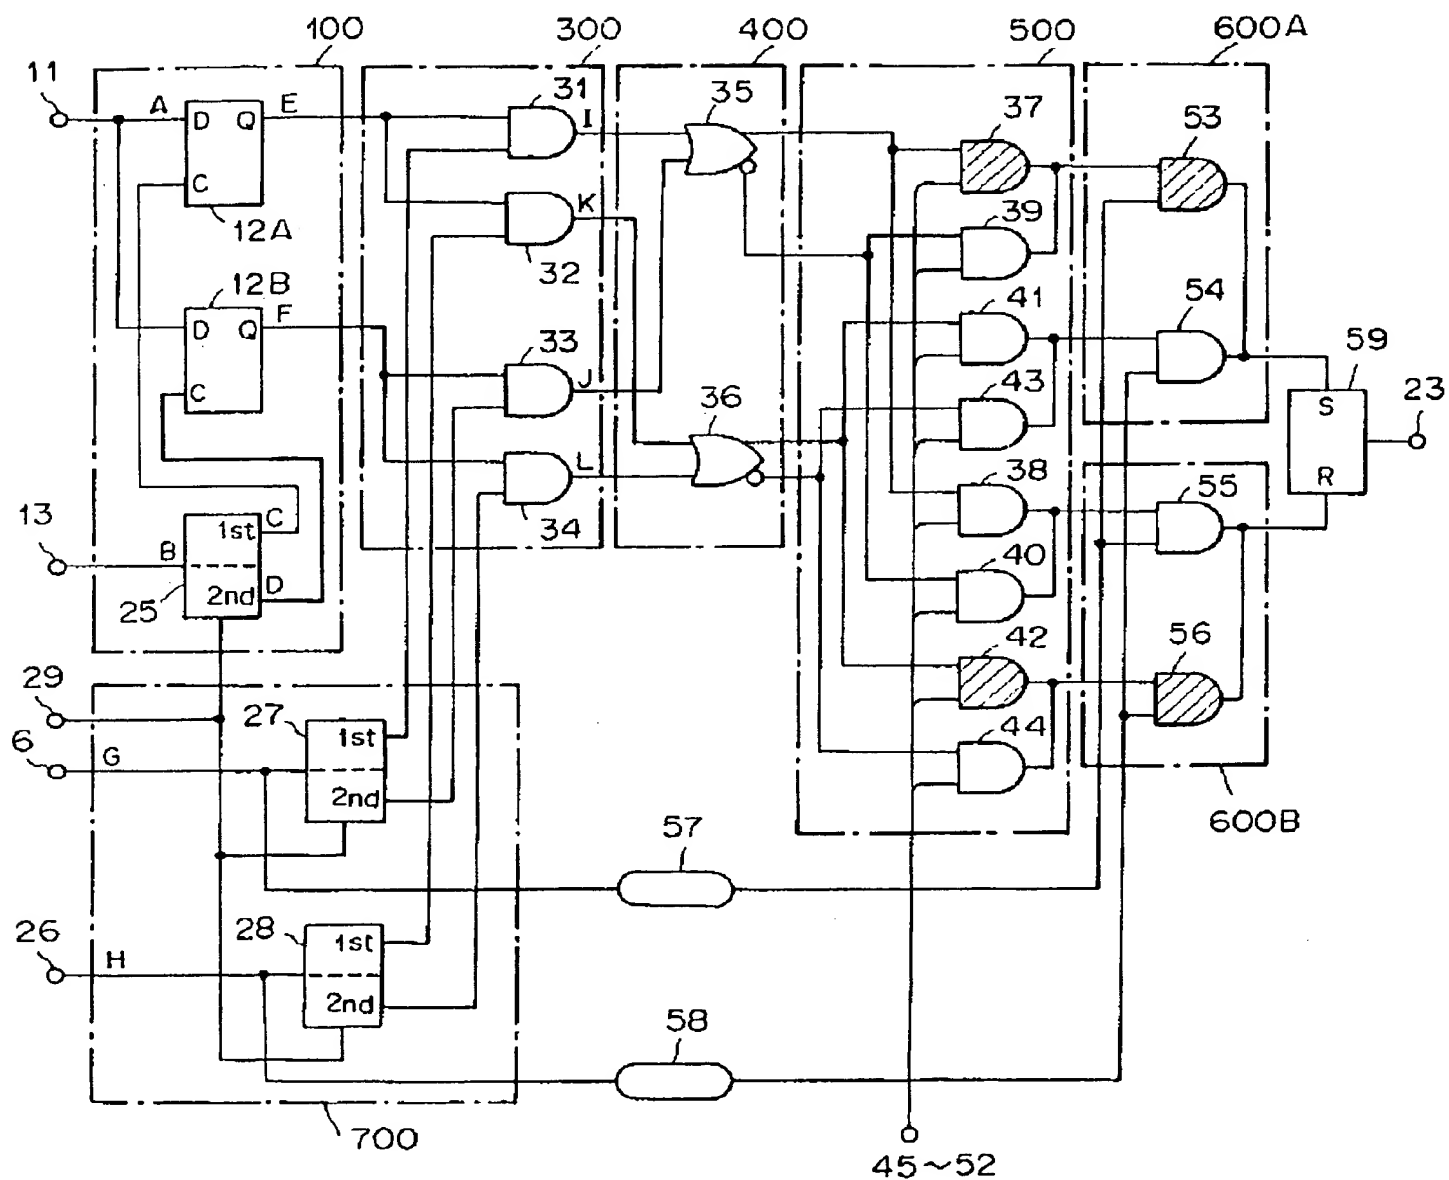 100 300 400 500 600A
11 A D Q E 31 I 35 37 53
C 12A K 39
32
12B D Q F 41 54
C 33 J 43 59
36 S 23
L 38 R
34 55
13 B 1st C
2nd D 40
25
42 56
29 27
6 G 1st 44
2nd
600B
57
26 H 28 1st
2nd
58
700
45~52